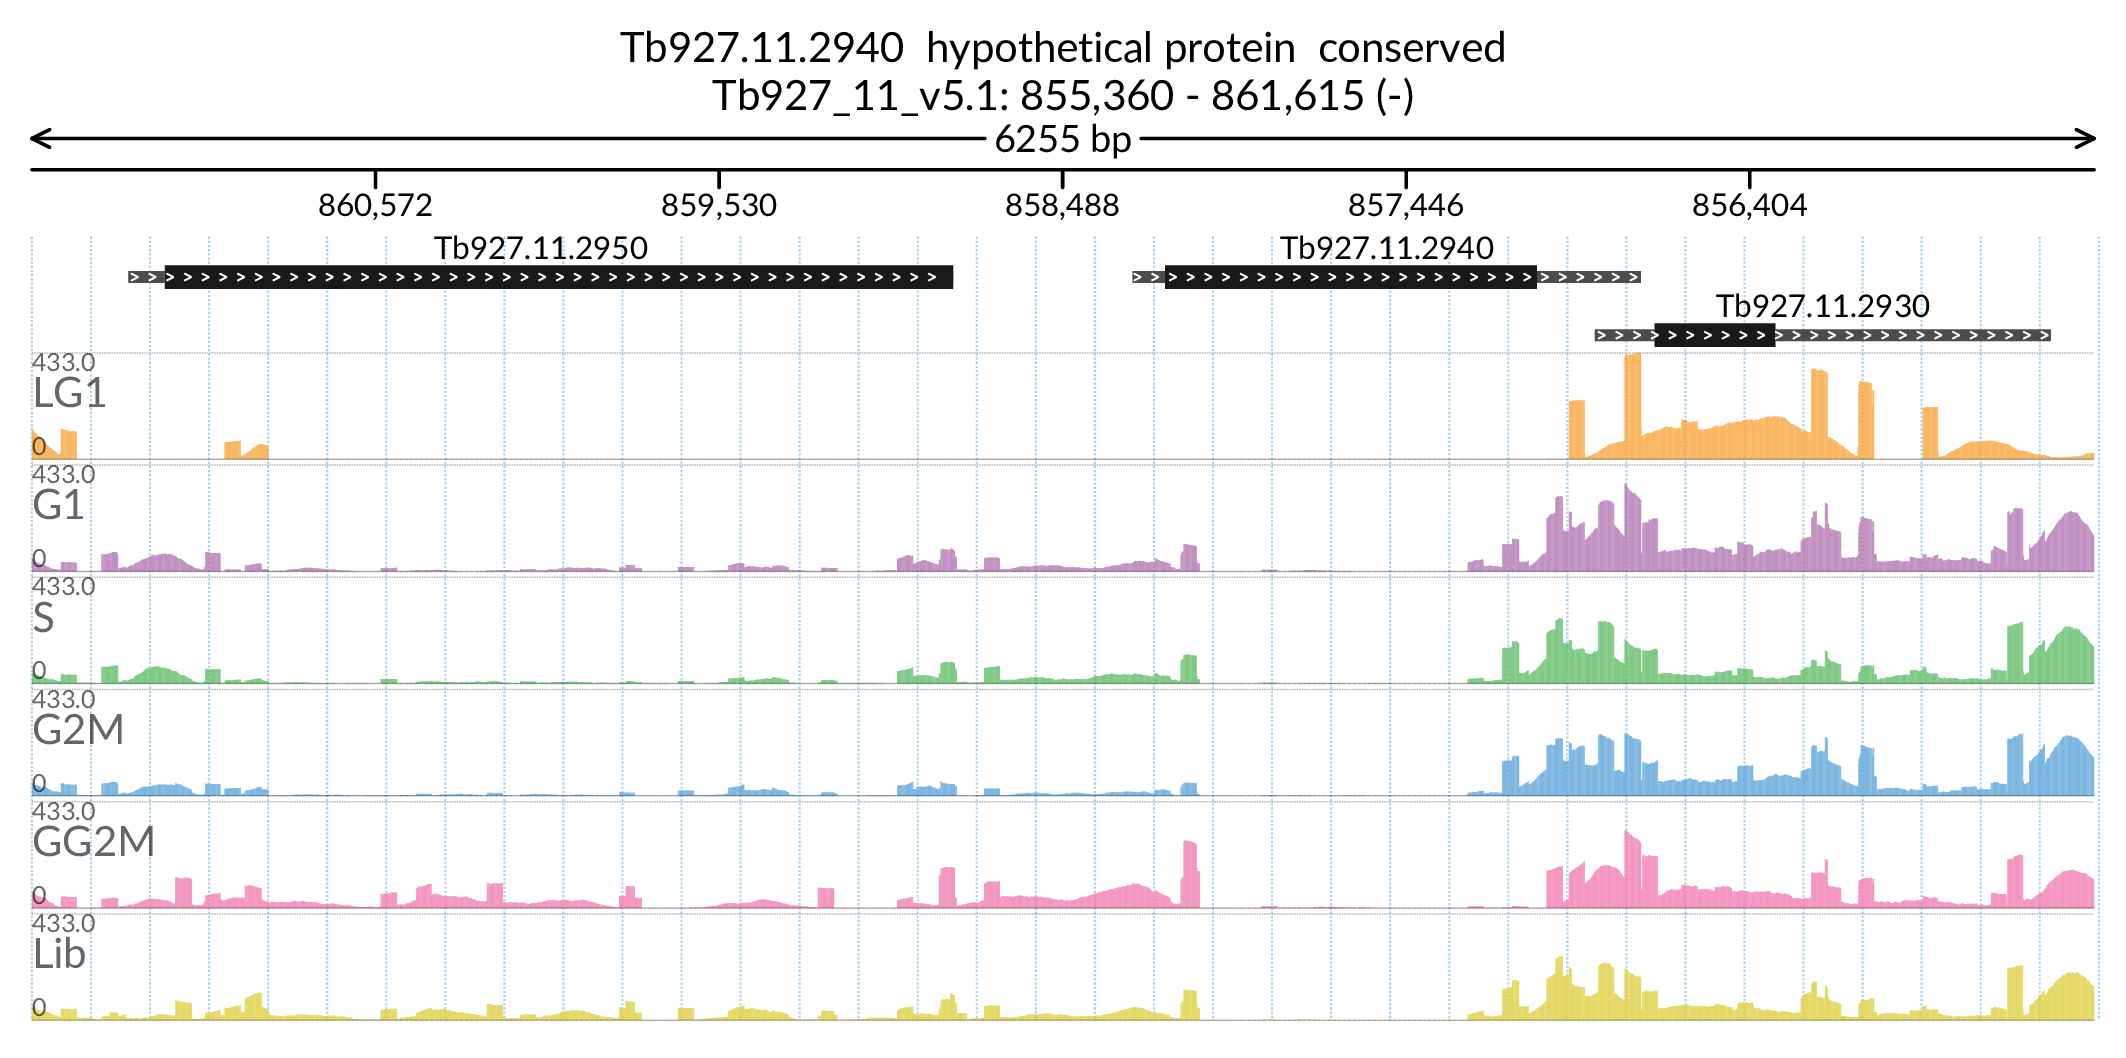 Tb927.11.2940 hypothetical protein conserved
Tb927_11_v5.1: 855,360 - 861,615 (-)
6255 bp
860,572 859,530 858,488 857,446 856,404
Tb927.11.2950 Tb927.11.2940
Tb927.11.2930
433.0
LG1
0
433.0
G1
0
433.0
S
0
433.0
G2M
0
433.0
GG2M
0
433.0
Lib
0